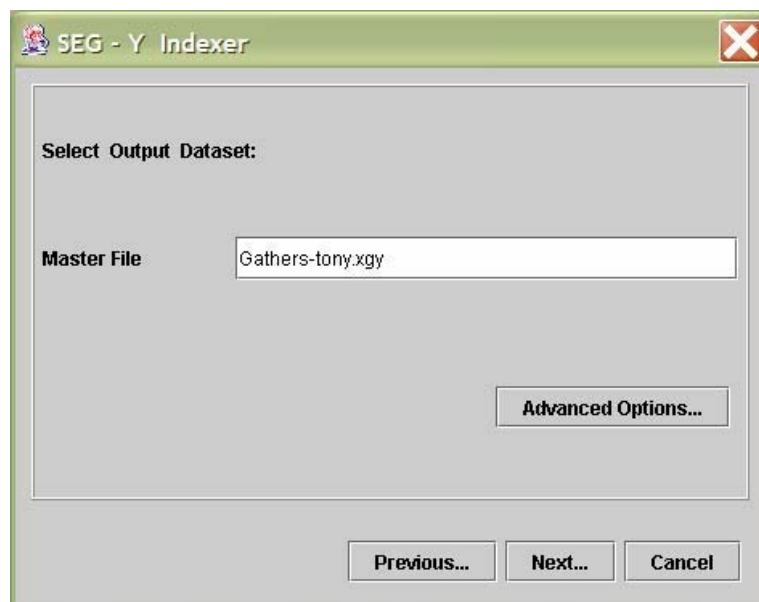 SEG - Y Indexer
Select Output Dataset:
Master File Gathers-tony.xgy
Advanced Options...
Previous... Next... Cancel